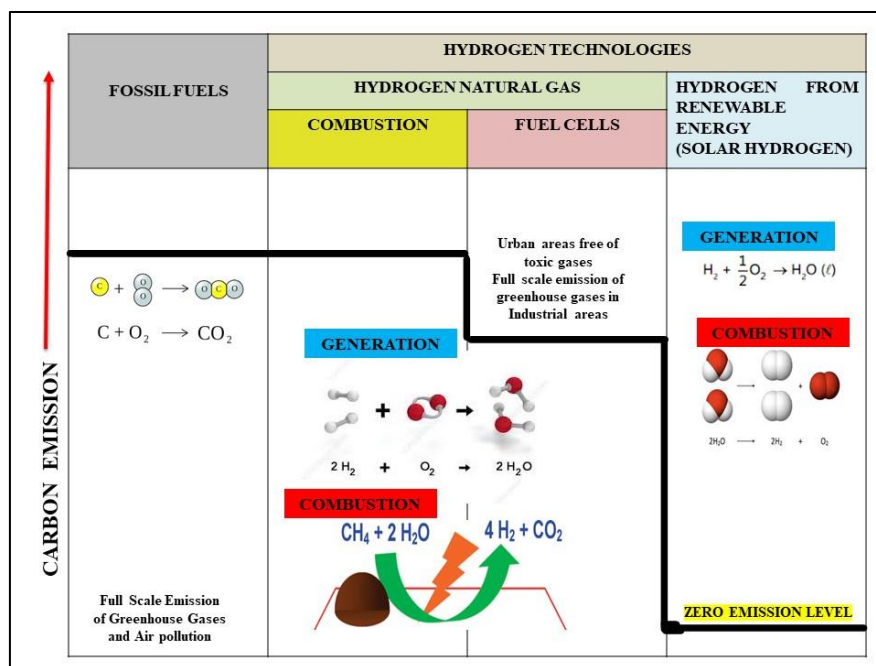 HYDROGEN TECHNOLOGIES
FOSSIL FUELS
HYDROGEN NATURAL GAS
COMBUSTION
FUEL CELLS
HYDROGEN FROM
RENEWABLE
ENERGY
(SOLAR HYDROGEN)
CARBON EMISSION
C + O O → O C O
C + O₂ → CO₂
Full Scale Emission
of Greenhouse Gases
and Air pollution
Urban areas free of
toxic gases
Full scale emission of
greenhouse gases in
Industrial areas
GENERATION
+ →
2 H₂ + O₂ → 2 H₂O
COMBUSTION
CH₄ + 2 H₂O 4 H₂ + CO₂
GENERATION
H₂ + 1/2 O₂ → H₂O (ℓ)
COMBUSTION
→ +
2H₂O → 2H₂ + O₂
ZERO EMISSION LEVEL